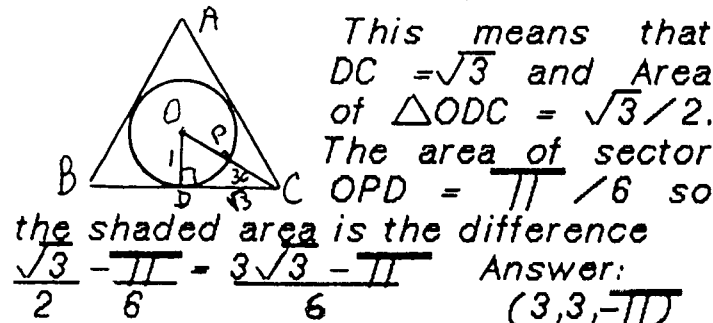 A
This means that
DC = √3 and Area
of △ODC = √3/2.
The area of sector
OPD = π/6 so
O
P
1
30
B
D
√3
C
the shaded area is the difference
√3/2 - π/6 = (3√3 - π)/6 Answer:
(3,3,-π)